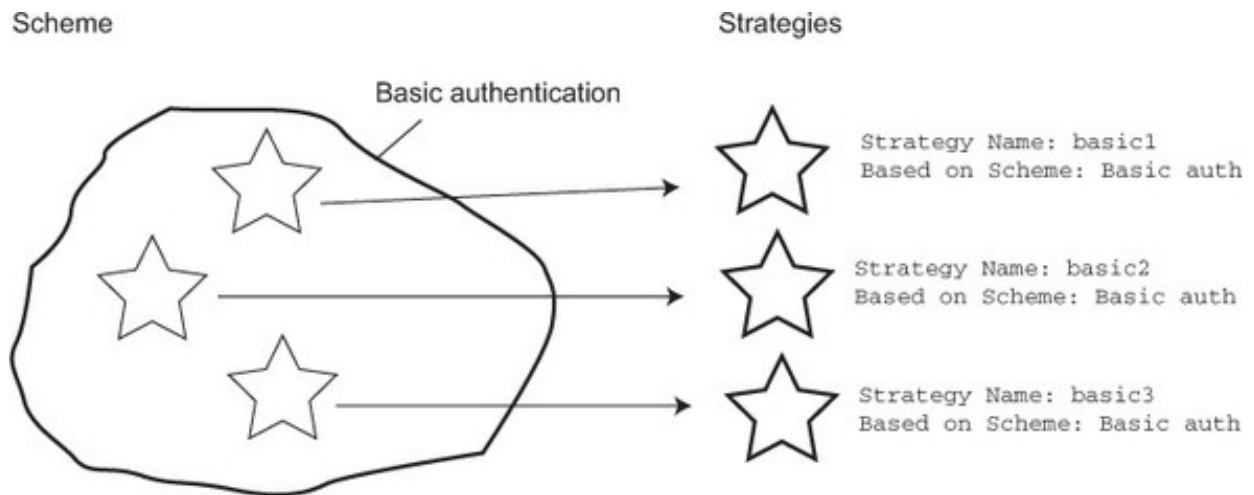 Scheme
Strategies
Basic authentication
Strategy Name: basic1
Based on Scheme: Basic auth
Strategy Name: basic2
Based on Scheme: Basic auth
Strategy Name: basic3
Based on Scheme: Basic auth